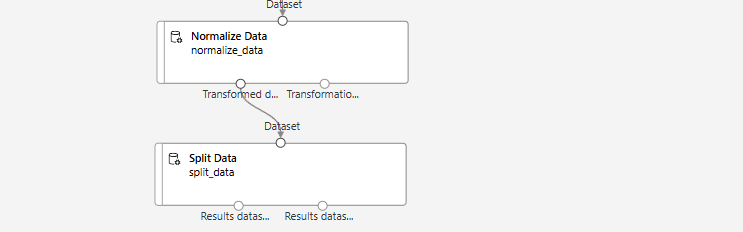 Dataset
Normalize Data
normalize_data
Transformed d... Transformatio...
Dataset
Split Data
split_data
Results datas... Results datas...